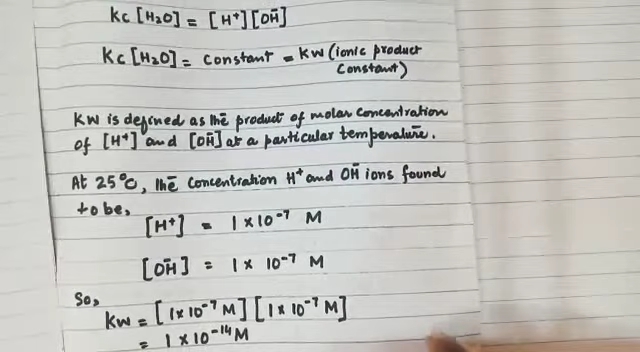 Kc [H₂O] = [H⁺][OH̄]
Kc [H₂O] = constant = KW (ionic product
constant)
KW is defined as the product of molar concentration
of [H⁺] and [OH̄] at a particular temperature.
At 25°C, the concentration H⁺ and OH̄ ions found
to be,
[H⁺] = 1 × 10⁻⁷ M
[OH̄] = 1 × 10⁻⁷ M
So,
KW = [1×10⁻⁷ M] [1×10⁻⁷ M]
= 1 × 10⁻¹⁴ M